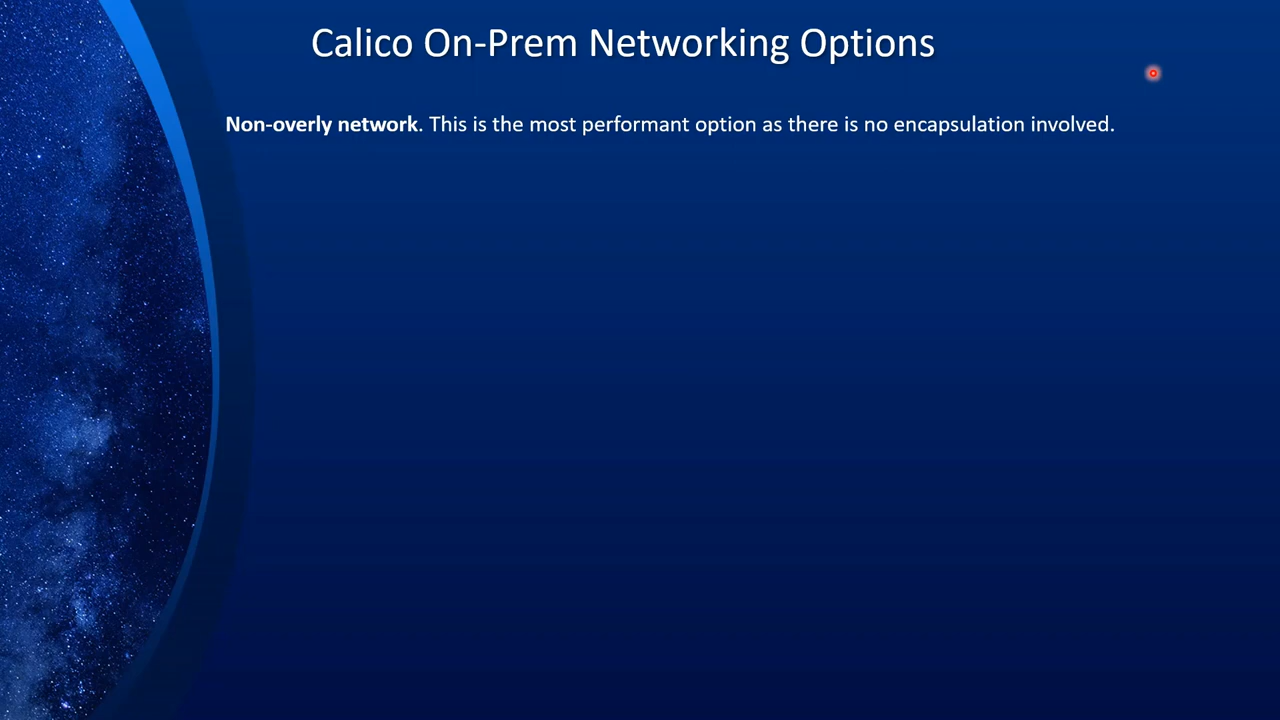 Calico On-Prem Networking Options
Non-overly network. This is the most performant option as there is no encapsulation involved.